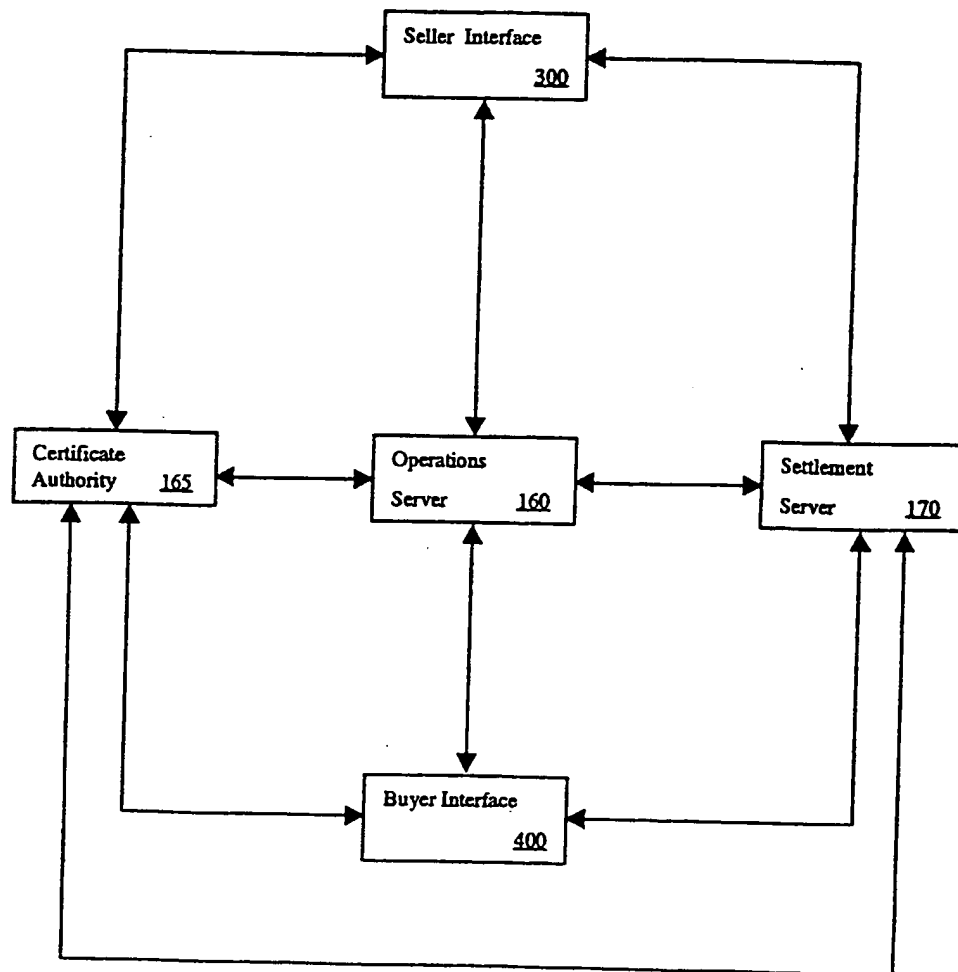 Seller Interface
300
Certificate
Authority 165
Operations
Server 160
Settlement
Server 170
Buyer Interface
400